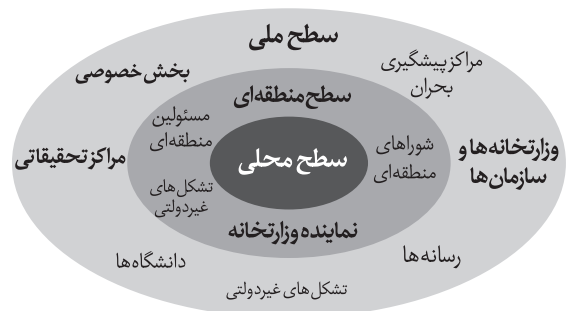 سطح ملی
مراکز پیشگیری
بحران
بخش خصوصی
سطح منطقه‌ای
مسئولین
منطقه‌ای
شوراهای
منطقه‌ای
وزارتخانه‌ها و
سازمان‌ها
سطح محلی
مراکز تحقیقاتی
تشکل‌های
غیردولتی
نماینده وزارتخانه
رسانه‌ها
دانشگاه‌ها
تشکل‌های غیردولتی